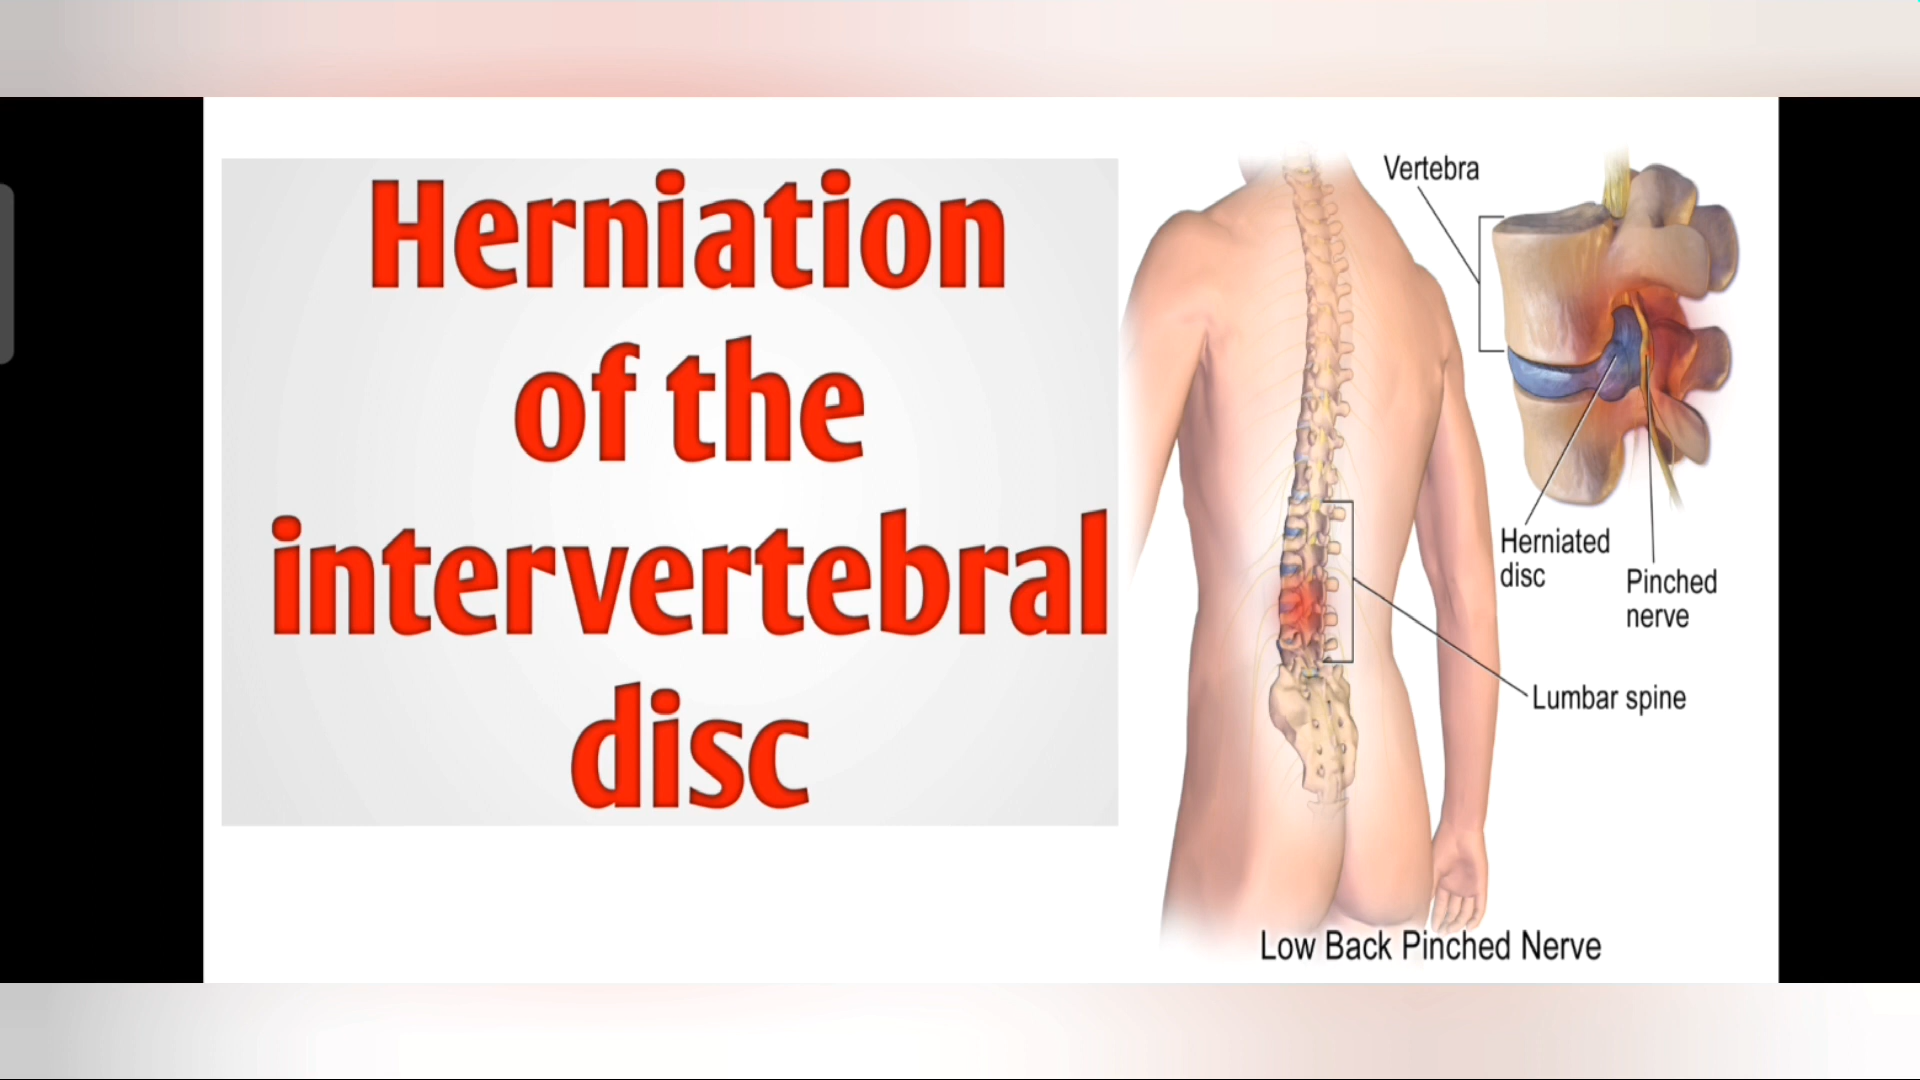 Herniation
of the
intervertebral
disc
Vertebra
Herniated
disc
Pinched
nerve
Lumbar spine
Low Back Pinched Nerve